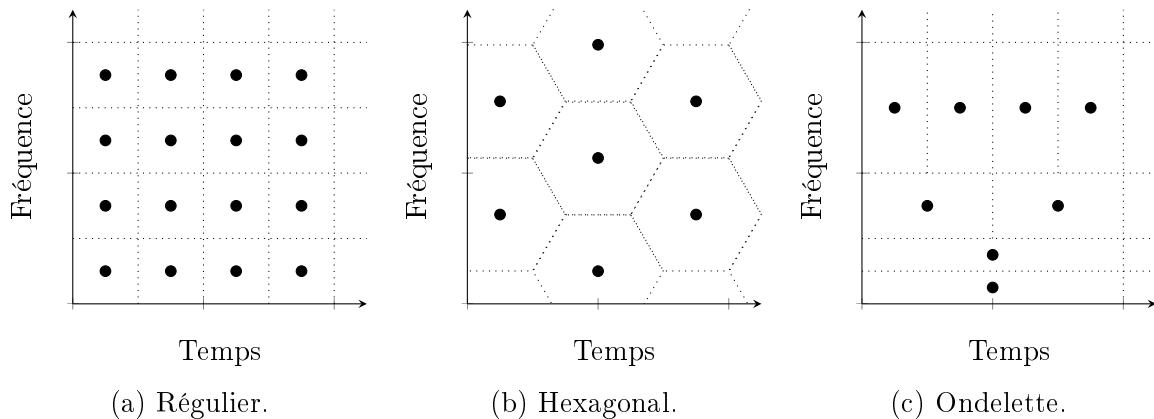 Fréquence
Temps
(a) Régulier.
Fréquence
Temps
(b) Hexagonal.
Fréquence
Temps
(c) Ondelette.